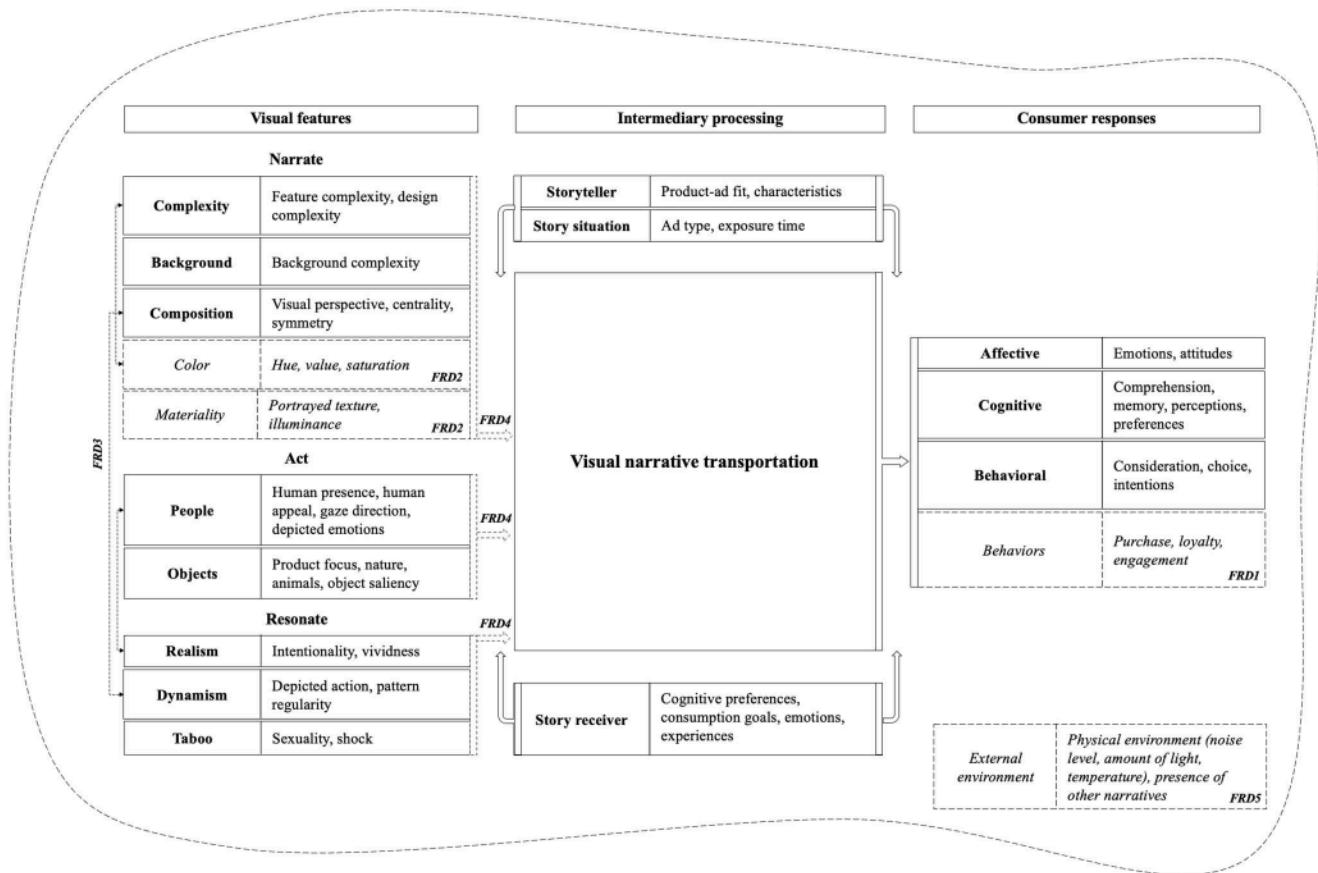 Visual features
Intermediary processing
Consumer responses
Narrate
Complexity
Feature complexity, design
complexity
Background
Background complexity
Composition
Visual perspective, centrality,
symmetry
Color
Hue, value, saturation
FRD2
Materiality
Portrayed texture,
illuminance
FRD2
FRD3
Act
People
Human presence, human
appeal, gaze direction,
depicted emotions
Objects
Product focus, nature,
animals, object saliency
Resonate
Realism
Intentionality, vividness
Dynamism
Depicted action, pattern
regularity
Taboo
Sexuality, shock
FRD4
FRD4
FRD4
Storyteller
Product-ad fit, characteristics
Story situation
Ad type, exposure time
Visual narrative transportation
Story receiver
Cognitive preferences,
consumption goals, emotions,
experiences
Affective
Emotions, attitudes
Cognitive
Comprehension,
memory, perceptions,
preferences
Behavioral
Consideration, choice,
intentions
Behaviors
Purchase, loyalty,
engagement
FRD1
External
environment
Physical environment (noise
level, amount of light,
temperature), presence of
other narratives
FRD5